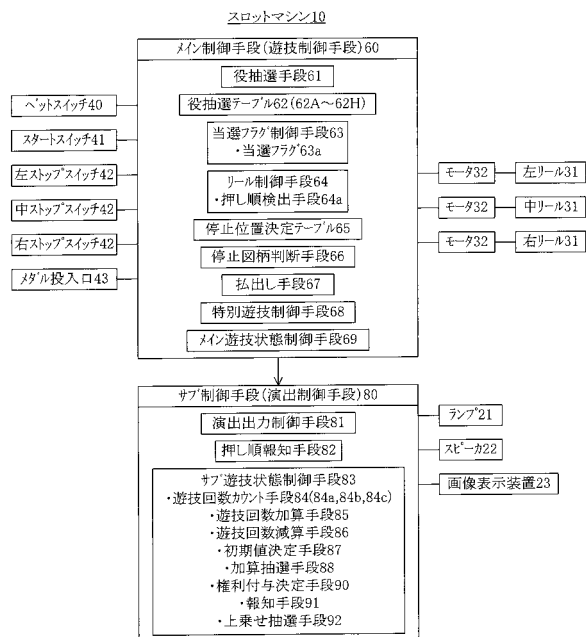 スロットマシン10
メイン制御手段(遊技制御手段)60
役抽選手段61
役抽選テーブル62(62A～62H)
当選フラグ制御手段63
・当選フラグ63a
リール制御手段64
・押し順検出手段64a
停止位置決定テーブル65
停止図柄判断手段66
払出し手段67
特別遊技制御手段68
メイン遊技状態制御手段69
ベットスイッチ40
スタートスイッチ41
左ストップスイッチ42
中ストップスイッチ42
右ストップスイッチ42
メダル投入口43
モータ32
左リール31
モータ32
中リール31
モータ32
右リール31
サブ制御手段(演出制御手段)80
演出出力制御手段81
押し順報知手段82
サブ遊技状態制御手段83
・遊技回数カウント手段84(84a,84b,84c)
・遊技回数加算手段85
・遊技回数減算手段86
・初期値決定手段87
・加算抽選手段88
・権利付与決定手段90
・報知手段91
・上乗せ抽選手段92
ランプ21
スピーカ22
画像表示装置23